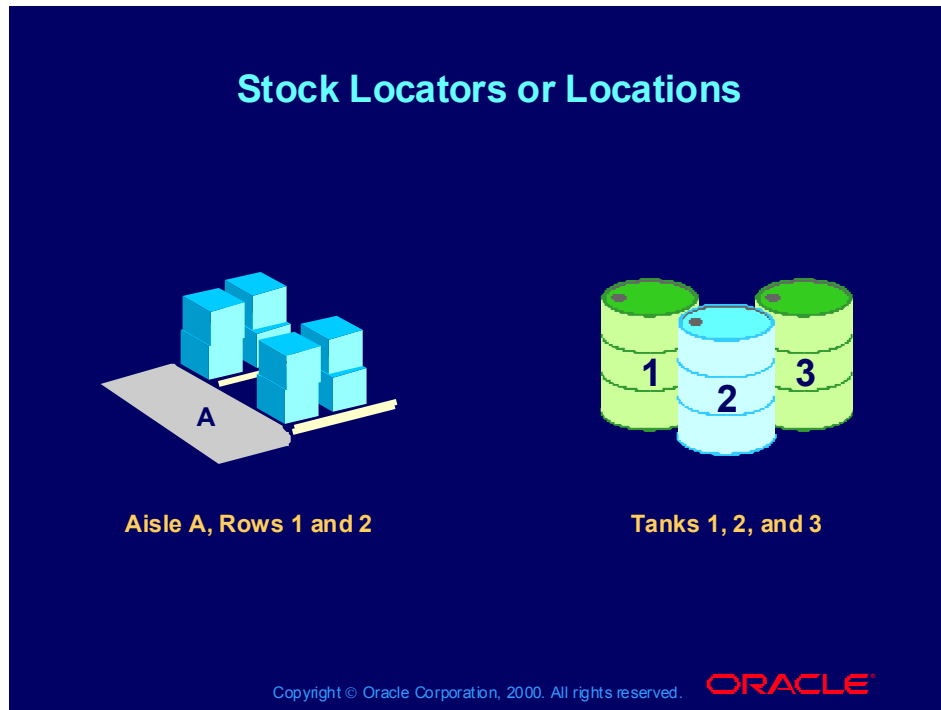 Stock Locators or Locations
A
1
2
3
Aisle A, Rows 1 and 2
Tanks 1, 2, and 3
Copyright © Oracle Corporation, 2000. All rights reserved.
ORACLE®